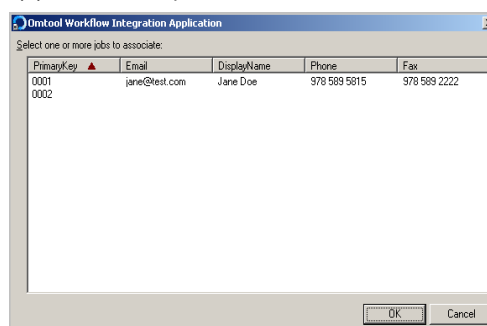 Omtool Workflow Integration Application
Select one or more jobs to associate:
PrimaryKey Email DisplayName Phone Fax
0001 jane@test.com Jane Doe 978 589 5815 978 589 2222
0002
OK Cancel